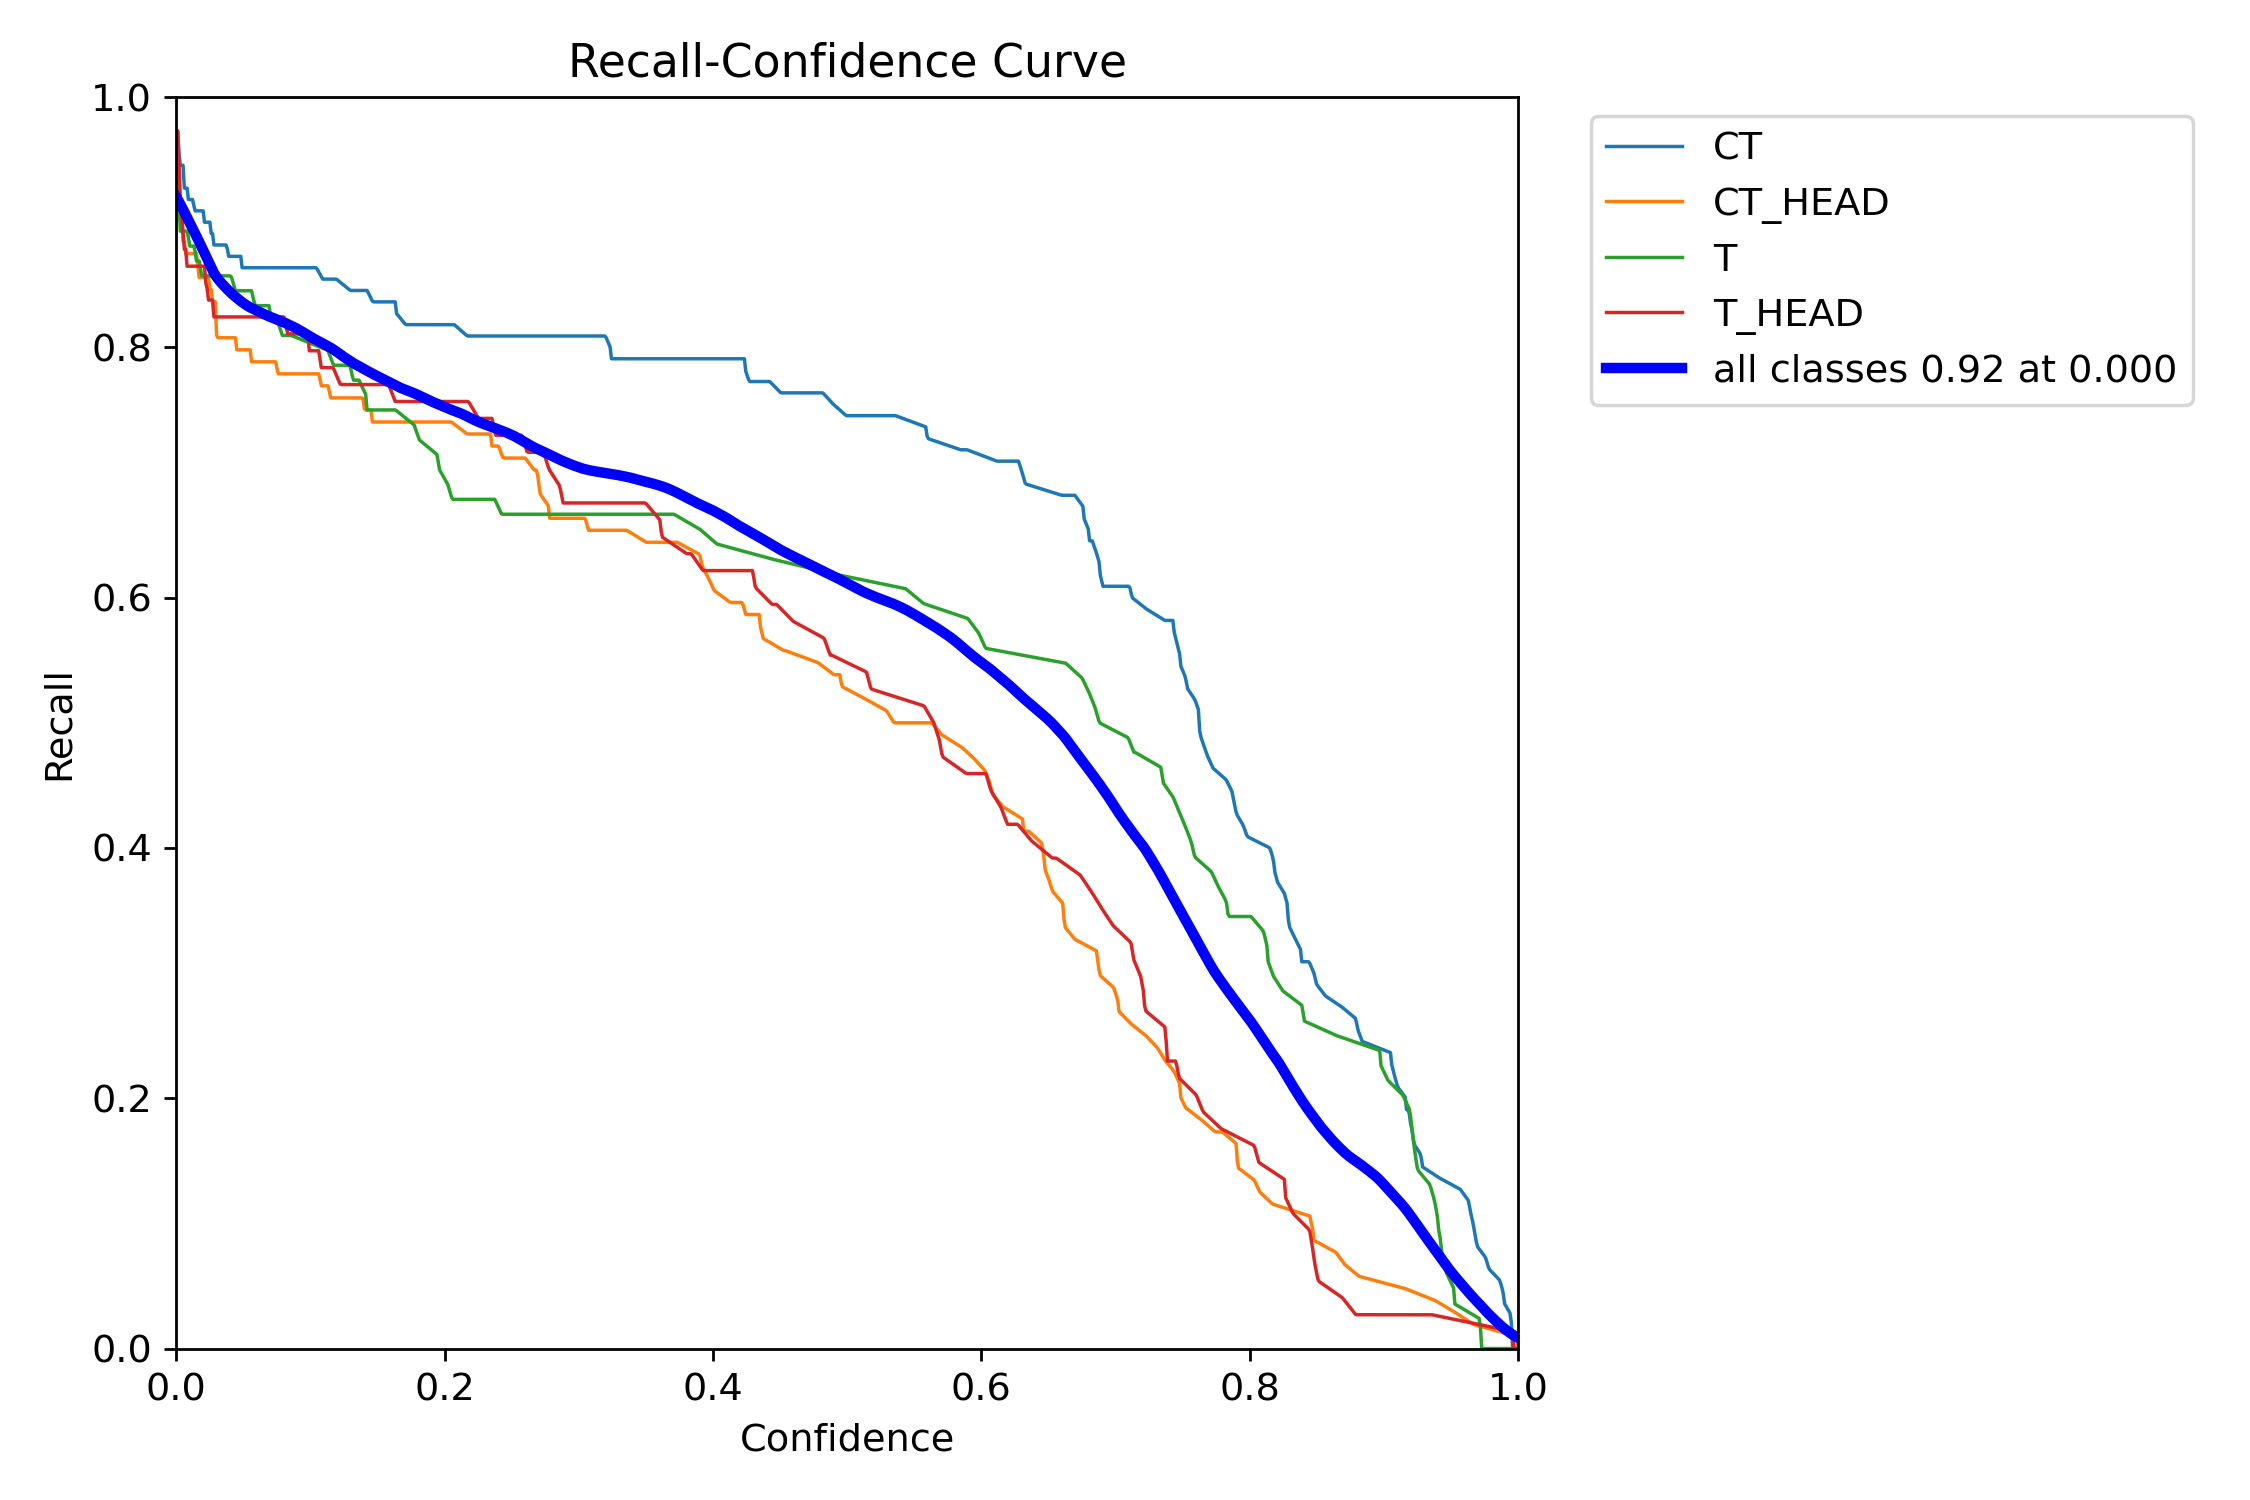 Recall-Confidence Curve
1.0
0.8
0.6
0.4
0.2
0.0
Recall
0.0 0.2 0.4 0.6 0.8 1.0
Confidence
CT
CT_HEAD
T
T_HEAD
all classes 0.92 at 0.000